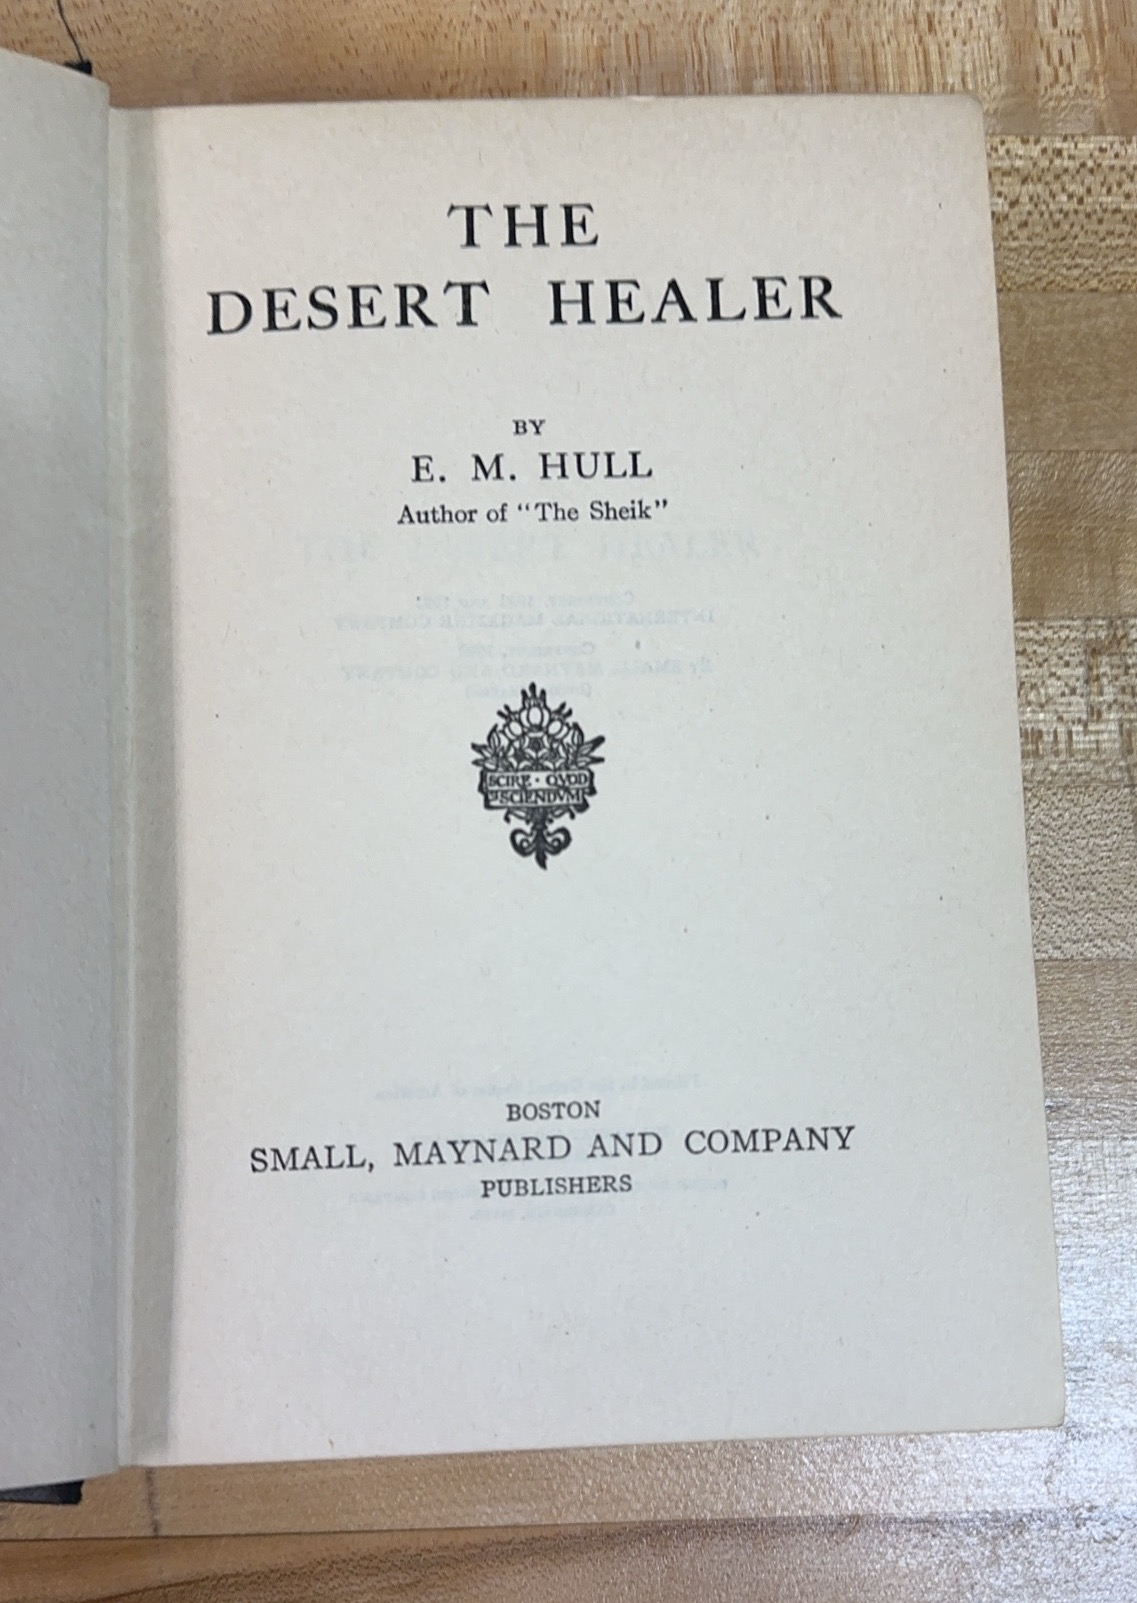 THE
DESERT HEALER
BY
E. M. HULL
Author of "The Sheik"
SCIRE · QVOD
SCIENDVM
BOSTON
SMALL, MAYNARD AND COMPANY
PUBLISHERS